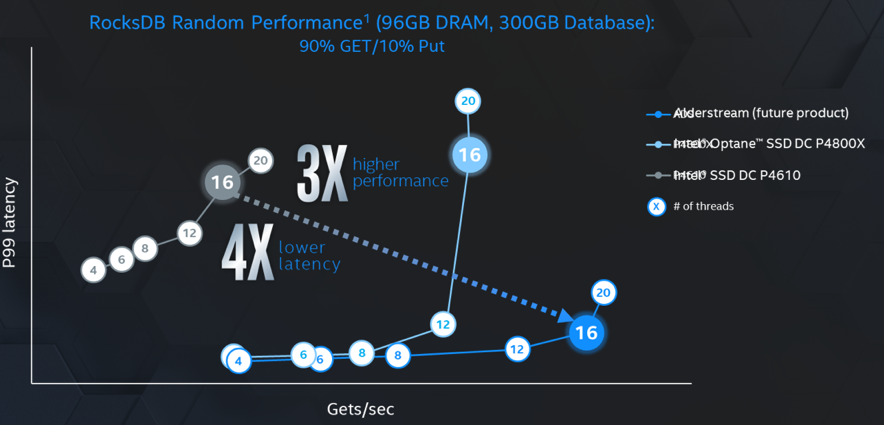 RocksDB Random Performance¹ (96GB DRAM, 300GB Database):
90% GET/10% Put
P99 latency
20
16
12
8
6
4
3X higher
performance
4X lower
latency
20
16
12
8
6
20
16
12
8
6
4
Alderstream (future product)
Intel® Optane™ SSD DC P4800X
Intel® SSD DC P4610
X # of threads
Gets/sec